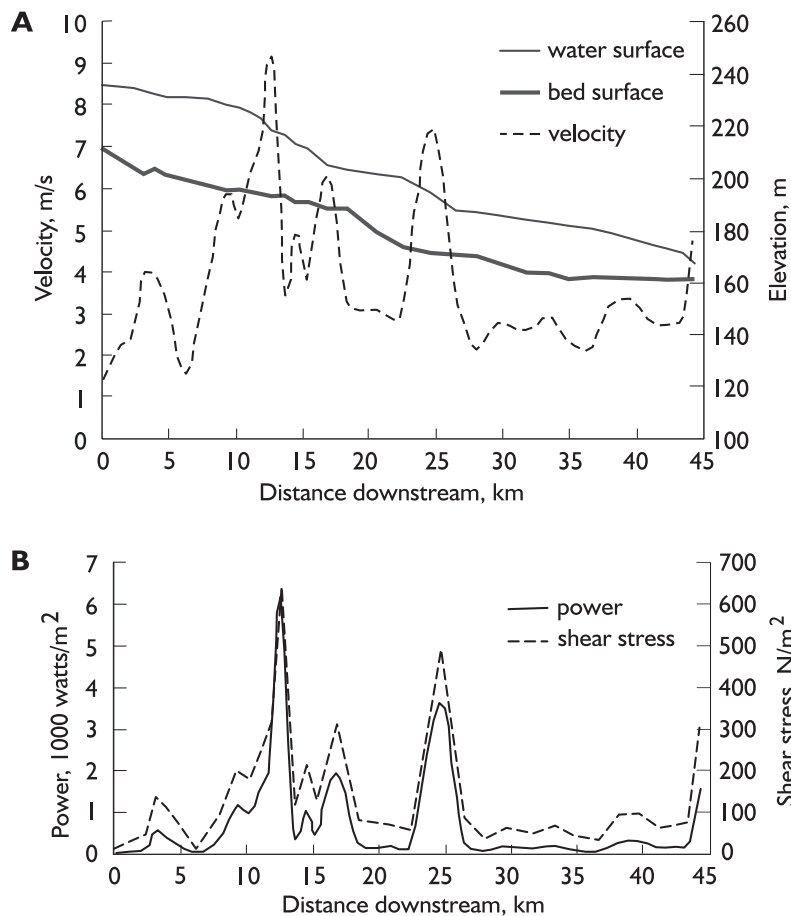 A
10
9
8
7
6
5
4
3
2
1
0
Velocity, m/s
260
240
220
200
180
160
140
120
100
Elevation, m
water surface
bed surface
velocity
0 5 10 15 20 25 30 35 40 45
Distance downstream, km
B
7
6
5
4
3
2
1
0
Power, 1000 watts/m2
700
600
500
400
300
200
100
0
Shear stress, N/m2
power
shear stress
0 5 10 15 20 25 30 35 40 45
Distance downstream, km